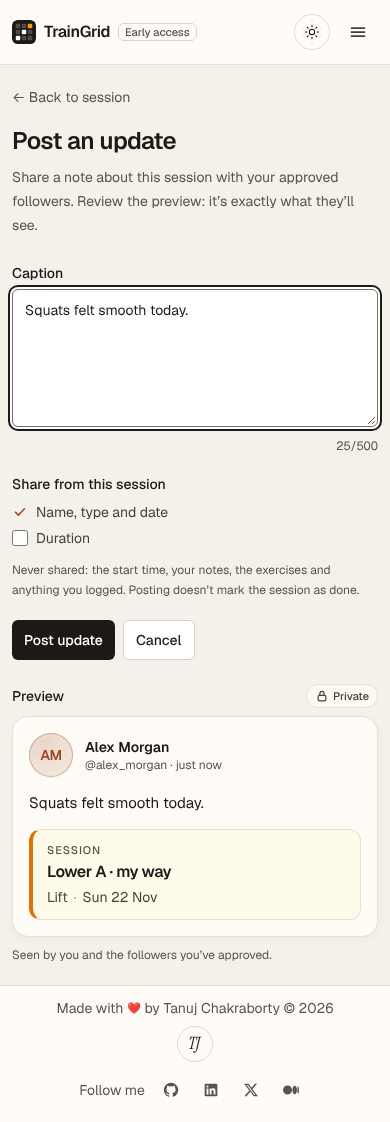 TrainGrid Early access
← Back to session
Post an update
Share a note about this session with your approved
followers. Review the preview: it’s exactly what they’ll
see.
Caption
Squats felt smooth today.
25/500
Share from this session
Name, type and date
Duration
Never shared: the start time, your notes, the exercises and
anything you logged. Posting doesn’t mark the session as done.
Post update Cancel
Preview Private
AM Alex Morgan
@alex_morgan · just now
Squats felt smooth today.
SESSION
Lower A · my way
Lift · Sun 22 Nov
Seen by you and the followers you’ve approved.
Made with ❤️ by Tanuj Chakraborty © 2026
TJ
Follow me